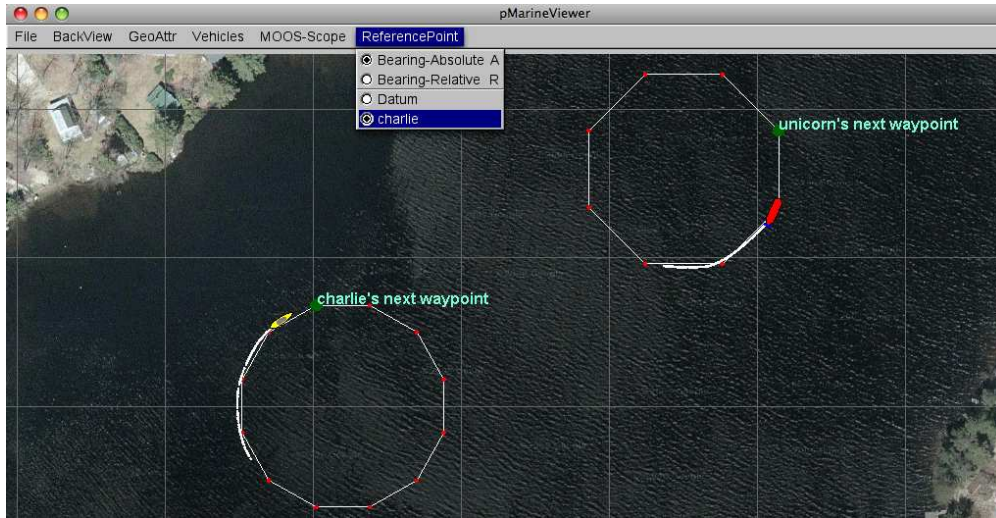 pMarineViewer
File BackView GeoAttr Vehicles MOOS-Scope ReferencePoint
Bearing-Absolute A
Bearing-Relative R
Datum
charlie
unicorn's next waypoint
charlie's next waypoint